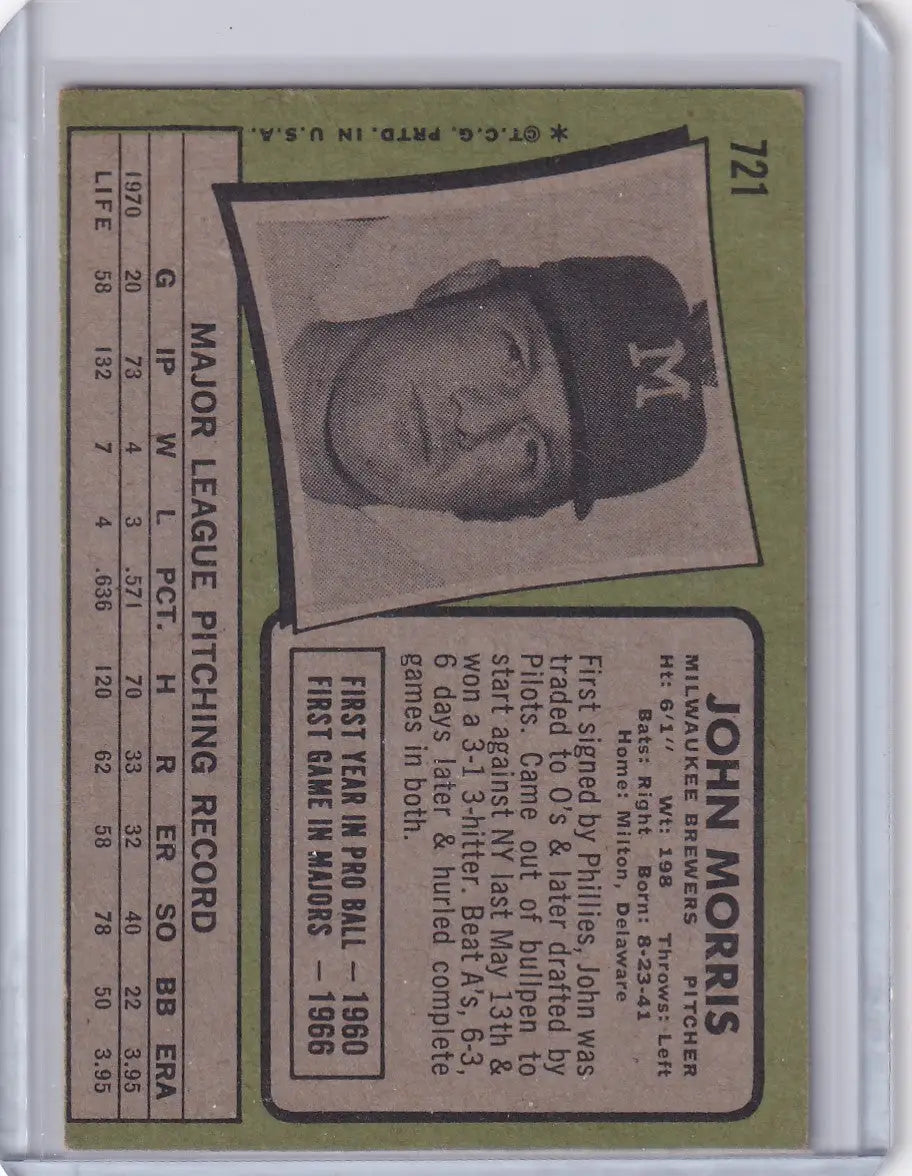 721
✶ ©T.C.G. PRTD. IN U.S.A.
M
JOHN MORRIS
MILWAUKEE BREWERS PITCHER
Ht: 6'1" Wt: 198 Throws: Left
Bats: Right Born: 8-23-41
Home: Milton, Delaware
First signed by Phillies, John was
traded to O's & later drafted by
Pilots. Came out of bullpen to
start against NY last May 13th &
won a 3-1 3-hitter. Beat A's, 6-3,
6 days later & hurled complete
games in both.
FIRST YEAR IN PRO BALL — 1960
FIRST GAME IN MAJORS — 1966
MAJOR LEAGUE PITCHING RECORD
G IP W L PCT. H R ER SO BB ERA
1970 20 73 4 3 .571 70 33 32 40 22 3.95
LIFE 58 132 7 4 .636 120 62 58 78 50 3.95